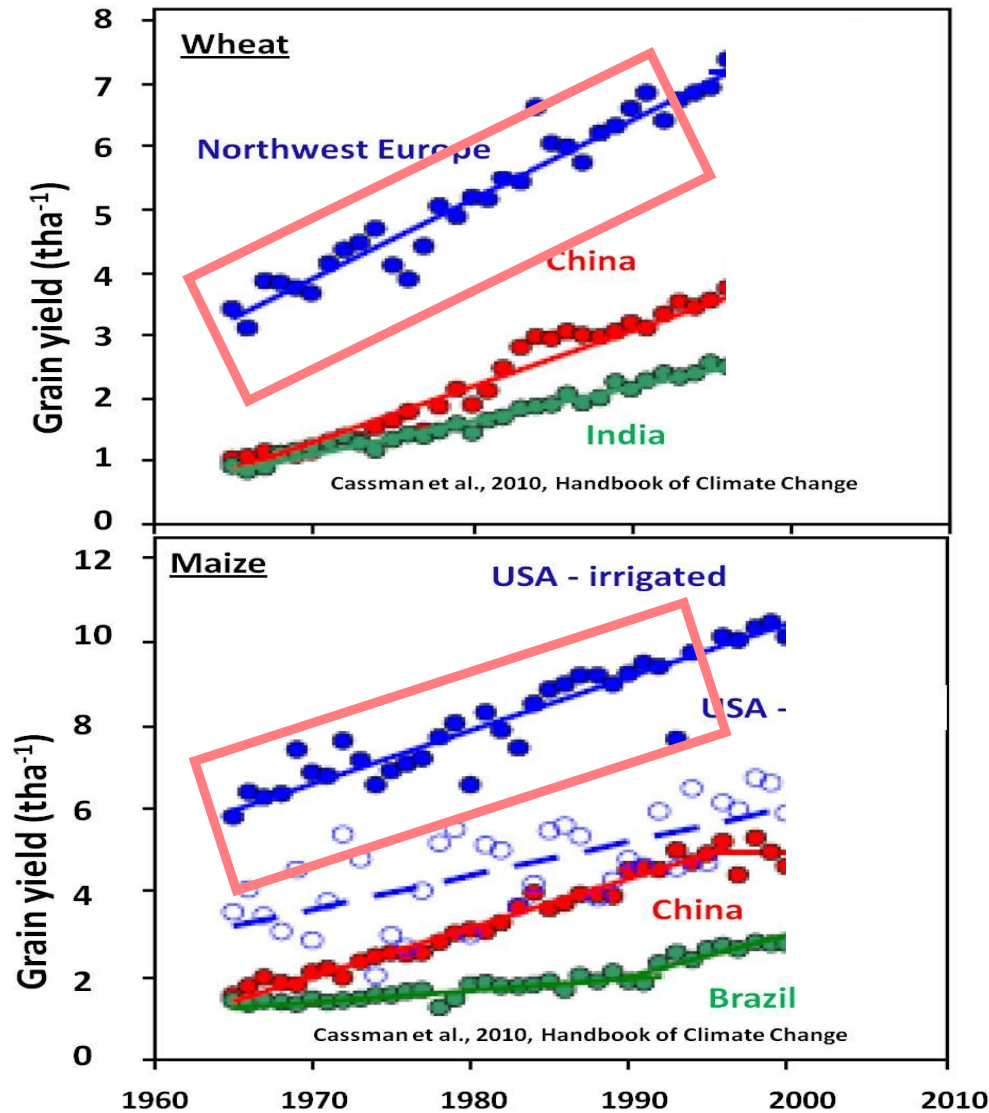 8
Wheat
7
Northwest Europe
6
5
China
4
3
2
India
1
Cassman et al., 2010, Handbook of Climate Change
0
Grain yield (tha-1)
12
Maize
USA - irrigated
10
USA -
8
6
4
China
2
Brazil
Cassman et al., 2010, Handbook of Climate Change
0
Grain yield (tha-1)
1960 1970 1980 1990 2000 2010